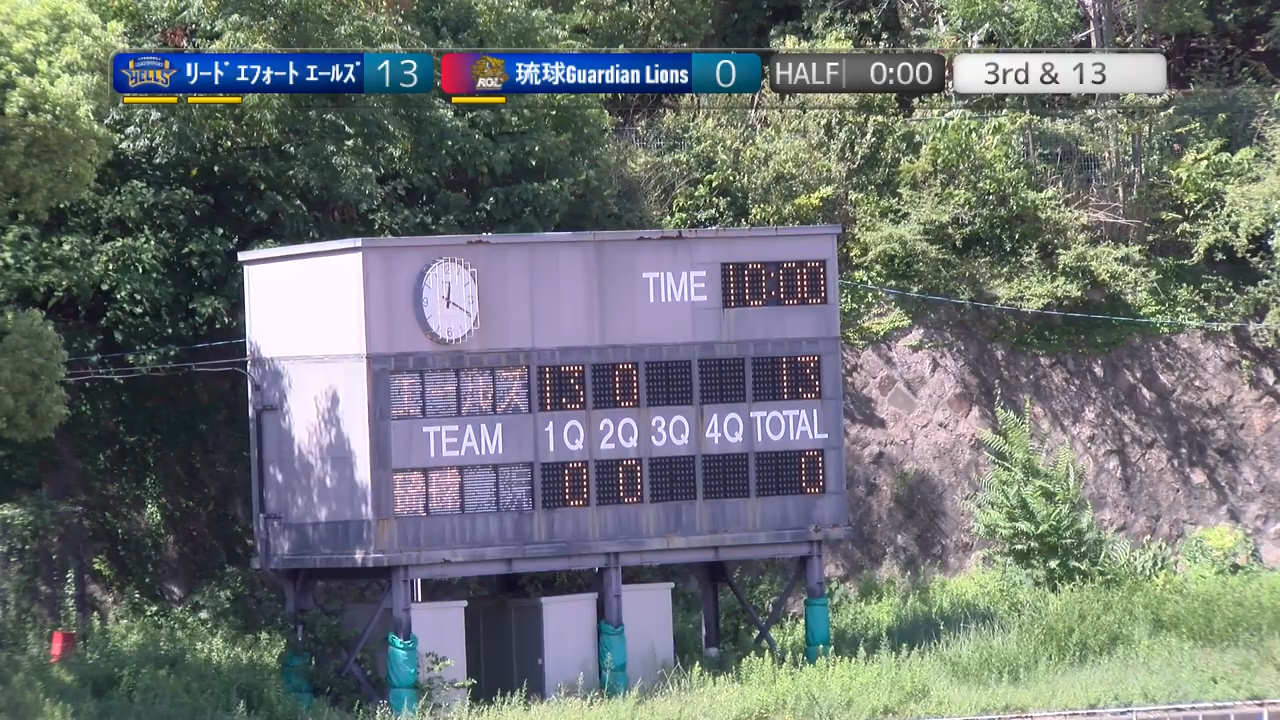 リードエフォート エールズ 13 琉球Guardian Lions 0 HALF 0:00 3rd & 13
TIME 10:00
13 0 13
TEAM 1Q 2Q 3Q 4Q TOTAL
0 0 0